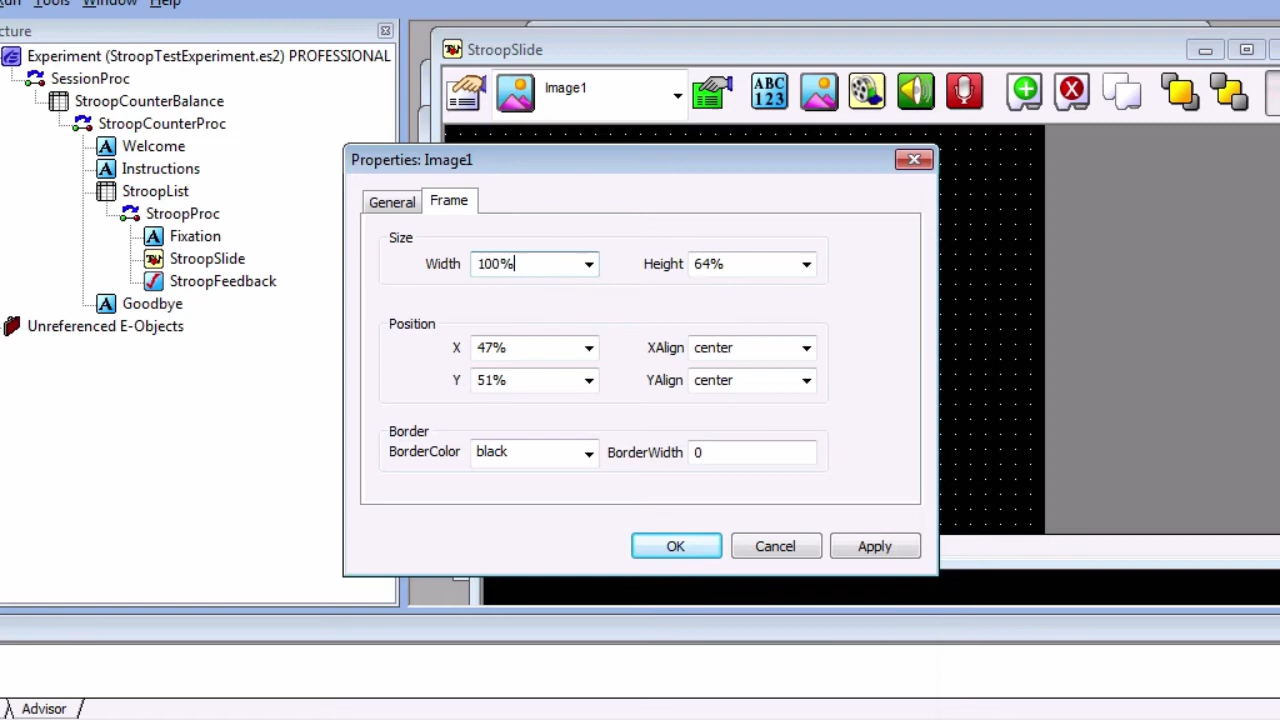 Tools Window Help
cture
Experiment (StroopTestExperiment.es2) PROFESSIONAL
SessionProc
StroopCounterBalance
StroopCounterProc
Welcome
Instructions
StroopList
StroopProc
Fixation
StroopSlide
StroopFeedback
Goodbye
Unreferenced E-Objects
StroopSlide
Image1
ABC
123
Properties: Image1
General
Frame
Size
Width 100% Height 64%
Position
X 47% XAlign center
Y 51% YAlign center
Border
BorderColor black BorderWidth 0
OK Cancel Apply
Advisor